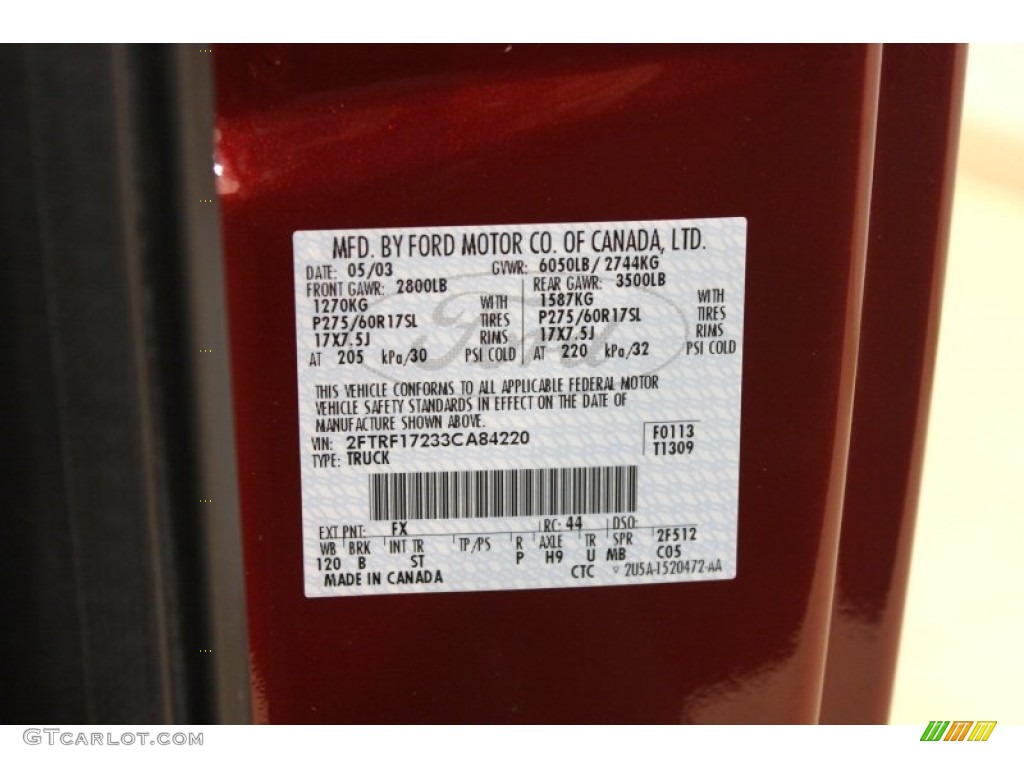 MFD. BY FORD MOTOR CO. OF CANADA, LTD.
DATE: 05/03 GVWR: 6050LB/ 2744KG
FRONT GAWR: 2800LB REAR GAWR: 3500LB
1270KG WITH 1587KG WITH
P275/60R17SL TIRES P275/60R17SL TIRES
17X7.5J RIMS 17X7.5J RIMS
AT 205 kPa/30 PSI COLD AT 220 kPa/32 PSI COLD
Ford
THIS VEHICLE CONFORMS TO ALL APPLICABLE FEDERAL MOTOR
VEHICLE SAFETY STANDARDS IN EFFECT ON THE DATE OF
MANUFACTURE SHOWN ABOVE.
VIN: 2FTRF17233CA84220 F0113
TYPE: TRUCK T1309
EXT PNT: FX RC: 44 DSO:
WB BRK INT TR TP/PS R AXLE TR SPR 2F512
120 B ST P H9 U MB C05
MADE IN CANADA CTC ▿ 2U5A-1520472-AA
GTCARLOT.COM